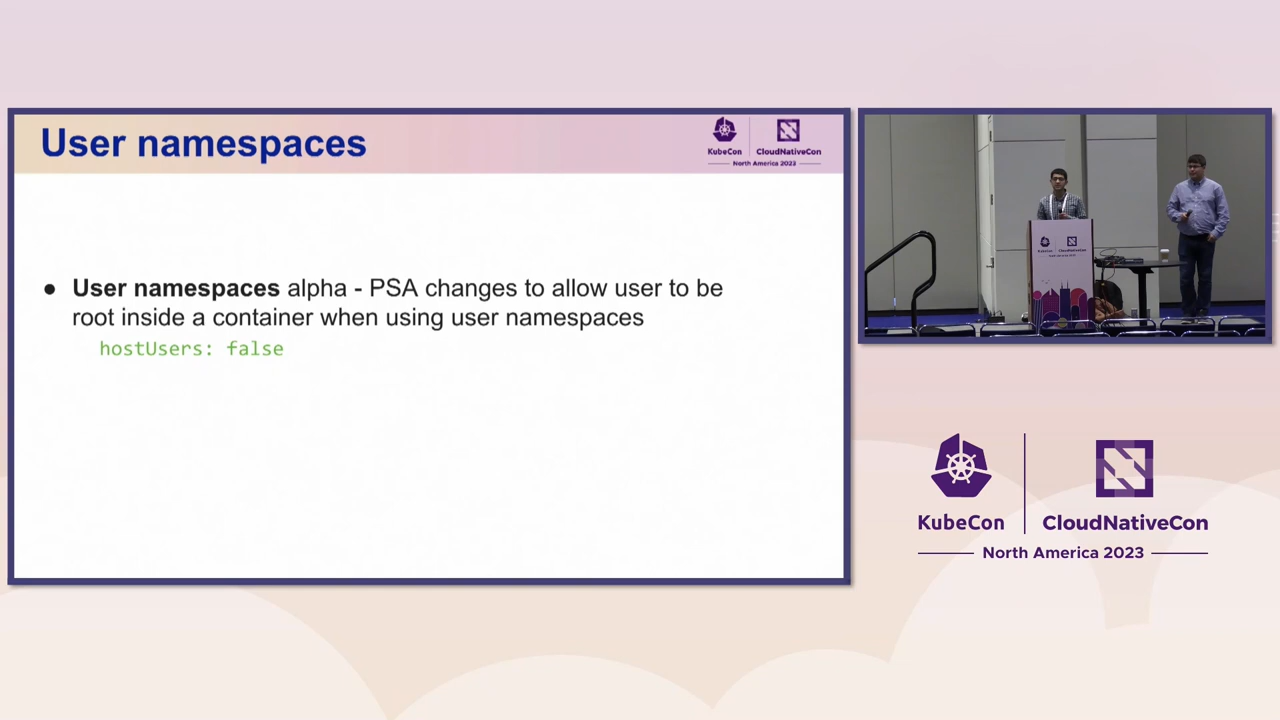 User namespaces
KubeCon
CloudNativeCon
North America 2023
● User namespaces alpha - PSA changes to allow user to be
root inside a container when using user namespaces
hostUsers: false
KubeCon
CloudNativeCon
North America 2023